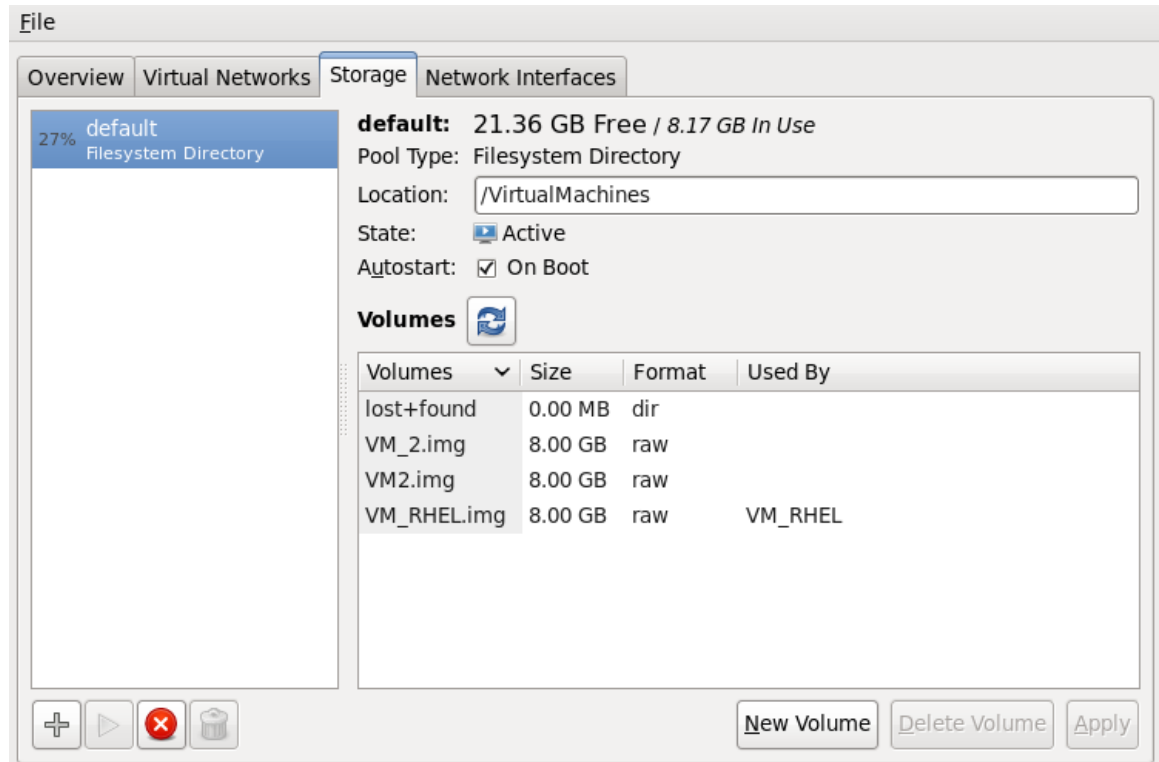 File
Overview Virtual Networks Storage Network Interfaces
27% default
Filesystem Directory
default: 21.36 GB Free / 8.17 GB In Use
Pool Type: Filesystem Directory
Location: /VirtualMachines
State: Active
Autostart: On Boot
Volumes
Volumes Size Format Used By
lost+found 0.00 MB dir
VM_2.img 8.00 GB raw
VM2.img 8.00 GB raw
VM_RHEL.img 8.00 GB raw VM_RHEL
New Volume Delete Volume Apply